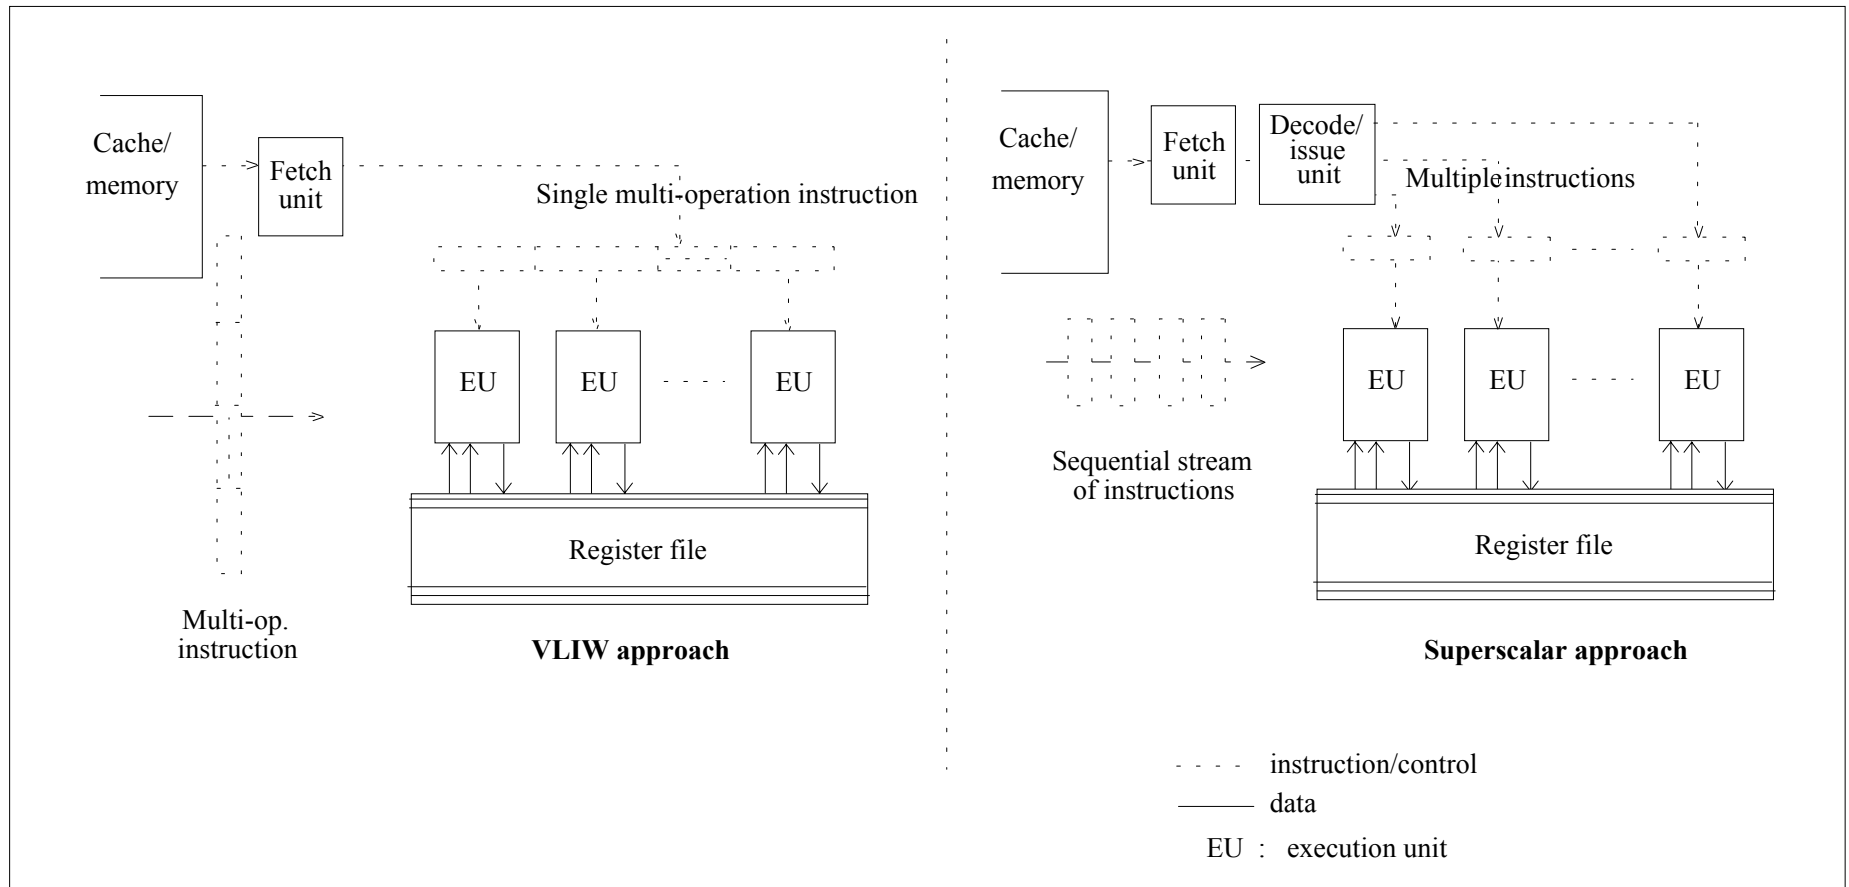 Cache/
memory
Fetch
unit
Single multi-operation instruction
EU
EU
EU
Register file
Multi-op.
instruction
VLIW approach
Cache/
memory
Fetch
unit
Decode/
issue
unit
Multiple instructions
EU
EU
EU
Sequential stream
of instructions
Register file
Superscalar approach
instruction/control
data
EU : execution unit